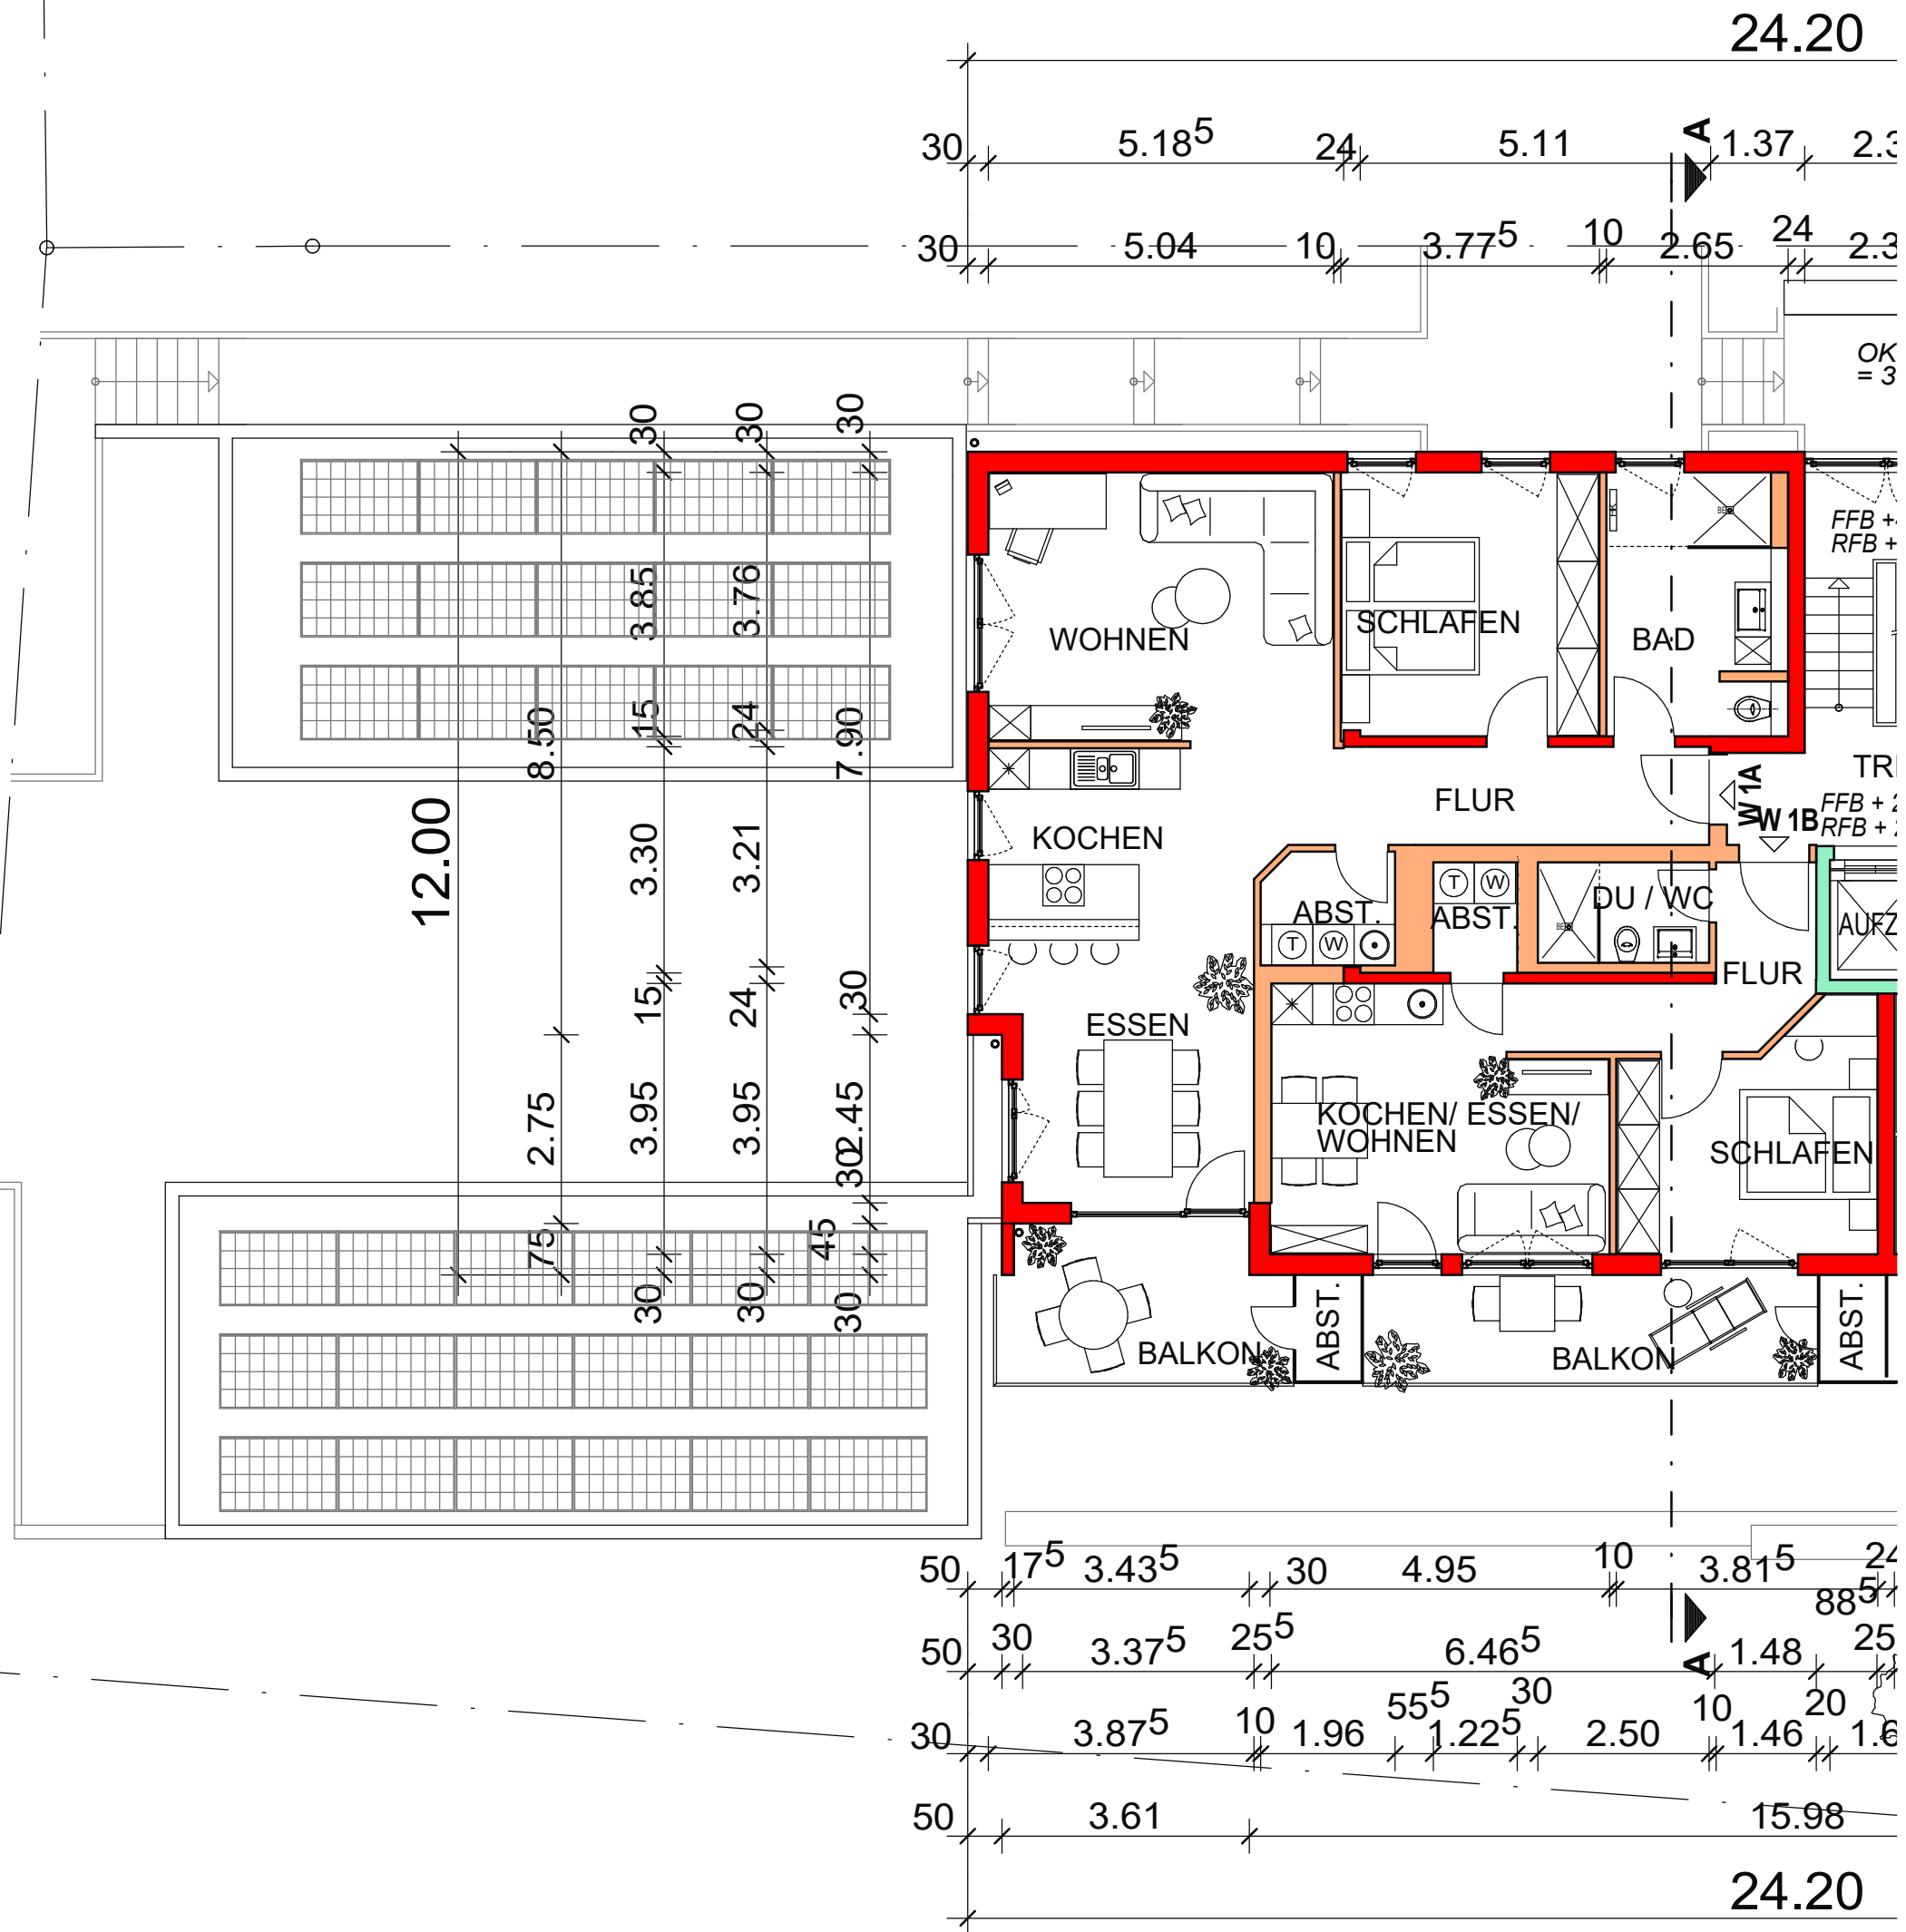 24.20
30 5.18⁵ 24 5.11 A 1.37
30 5.04 10 3.77⁵ 10 2.65 24
OK
= 3
30 30 30
FFB +
RFB +
3.85 3.76
WOHNEN SCHLAFEN BAD
8.50 15 24 7.90
TR
FLUR
W 1A
FFB + 2
W 1B
RFB + 2
12.00 3.30 3.21
KOCHEN
T W
ABST. ABST. DU / WC
AUFZ
T W
FLUR
15 24 30
ESSEN
2.75 3.95 3.95 2.45
KOCHEN/ ESSEN/
WOHNEN
SCHLAFEN
30
75 45
30 30 30
BALKON ABST. BALKON ABST.
50 17⁵ 3.43⁵ 30 4.95 10 3.81⁵ 24
88⁵
50 30 3.37⁵ 25⁵ 6.46⁵ A 1.48 25
30 3.87⁵ 10 1.96 55⁵ 1.22⁵ 30 2.50 10 1.46 20 1.6
50 3.61 15.98
24.20